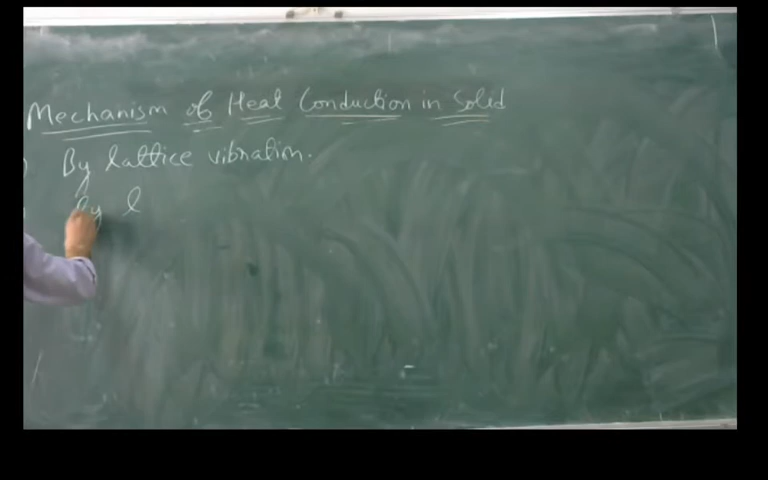 Mechanism of Heat Conduction in Solid
) By lattice vibration.
By l